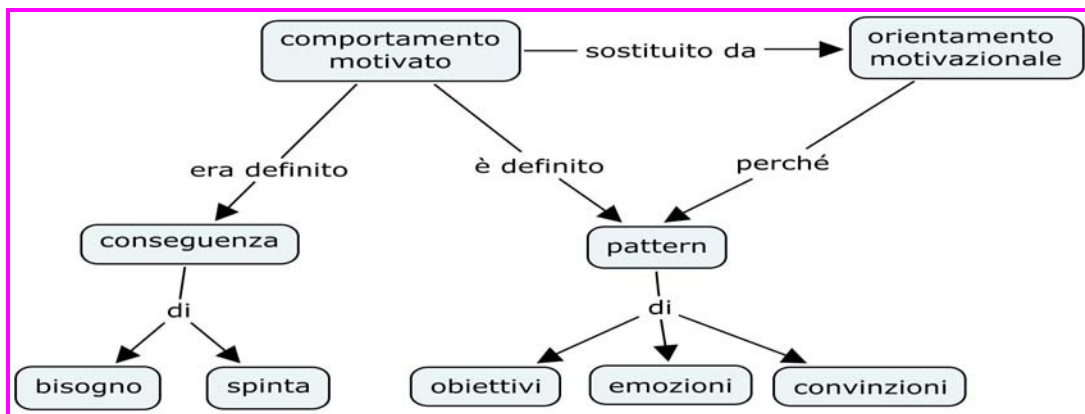 comportamento
motivato
sostituito da
orientamento
motivazionale
era definito
è definito
perché
conseguenza
pattern
di
di
bisogno
spinta
obiettivi
emozioni
convinzioni